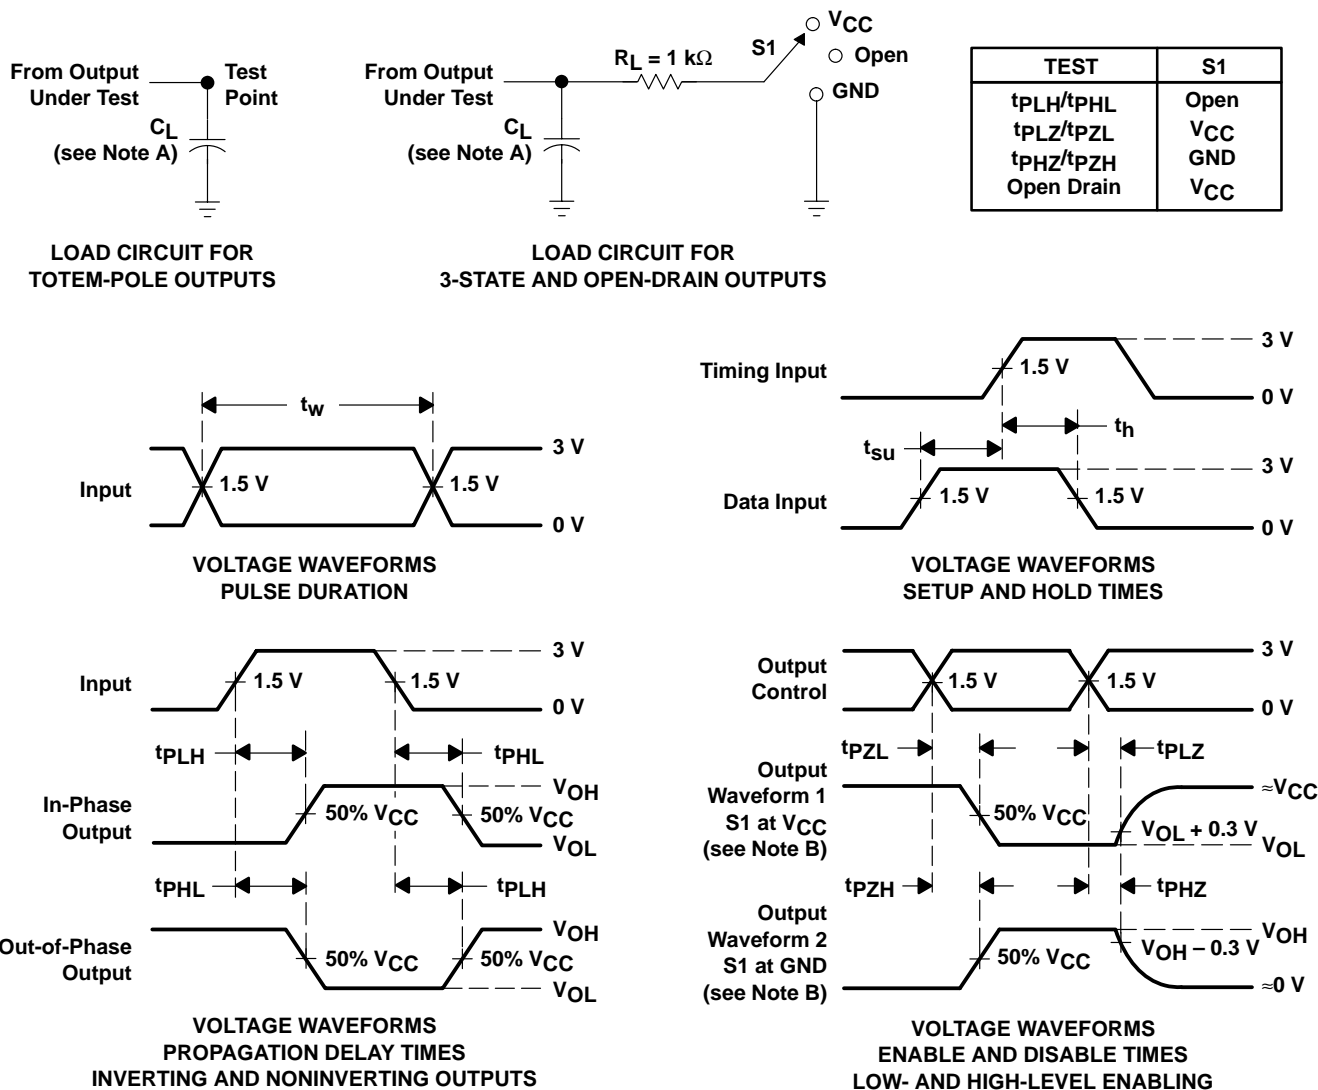 From Output
Under Test
Test
Point
CL
(see Note A)
LOAD CIRCUIT FOR
TOTEM-POLE OUTPUTS
From Output
Under Test
RL = 1 kΩ
S1
VCC
Open
GND
CL
(see Note A)
LOAD CIRCUIT FOR
3-STATE AND OPEN-DRAIN OUTPUTS
TEST S1
tPLH/tPHL Open
tPLZ/tPZL VCC
tPHZ/tPZH GND
Open Drain VCC
tw
Input
1.5 V
1.5 V
3 V
0 V
VOLTAGE WAVEFORMS
PULSE DURATION
Timing Input
1.5 V
3 V
0 V
th
tsu
Data Input
1.5 V
1.5 V
3 V
0 V
VOLTAGE WAVEFORMS
SETUP AND HOLD TIMES
Input
1.5 V
1.5 V
3 V
0 V
tPLH
tPHL
In-Phase
Output
50% VCC
50% VCC
VOH
VOL
tPHL
tPLH
Out-of-Phase
Output
50% VCC
50% VCC
VOH
VOL
VOLTAGE WAVEFORMS
PROPAGATION DELAY TIMES
INVERTING AND NONINVERTING OUTPUTS
Output
Control
1.5 V
1.5 V
3 V
0 V
tPZL
tPLZ
Output
Waveform 1
S1 at VCC
(see Note B)
50% VCC
≈VCC
VOL + 0.3 V
VOL
tPZH
tPHZ
Output
Waveform 2
S1 at GND
(see Note B)
50% VCC
VOH
VOH – 0.3 V
≈0 V
VOLTAGE WAVEFORMS
ENABLE AND DISABLE TIMES
LOW- AND HIGH-LEVEL ENABLING